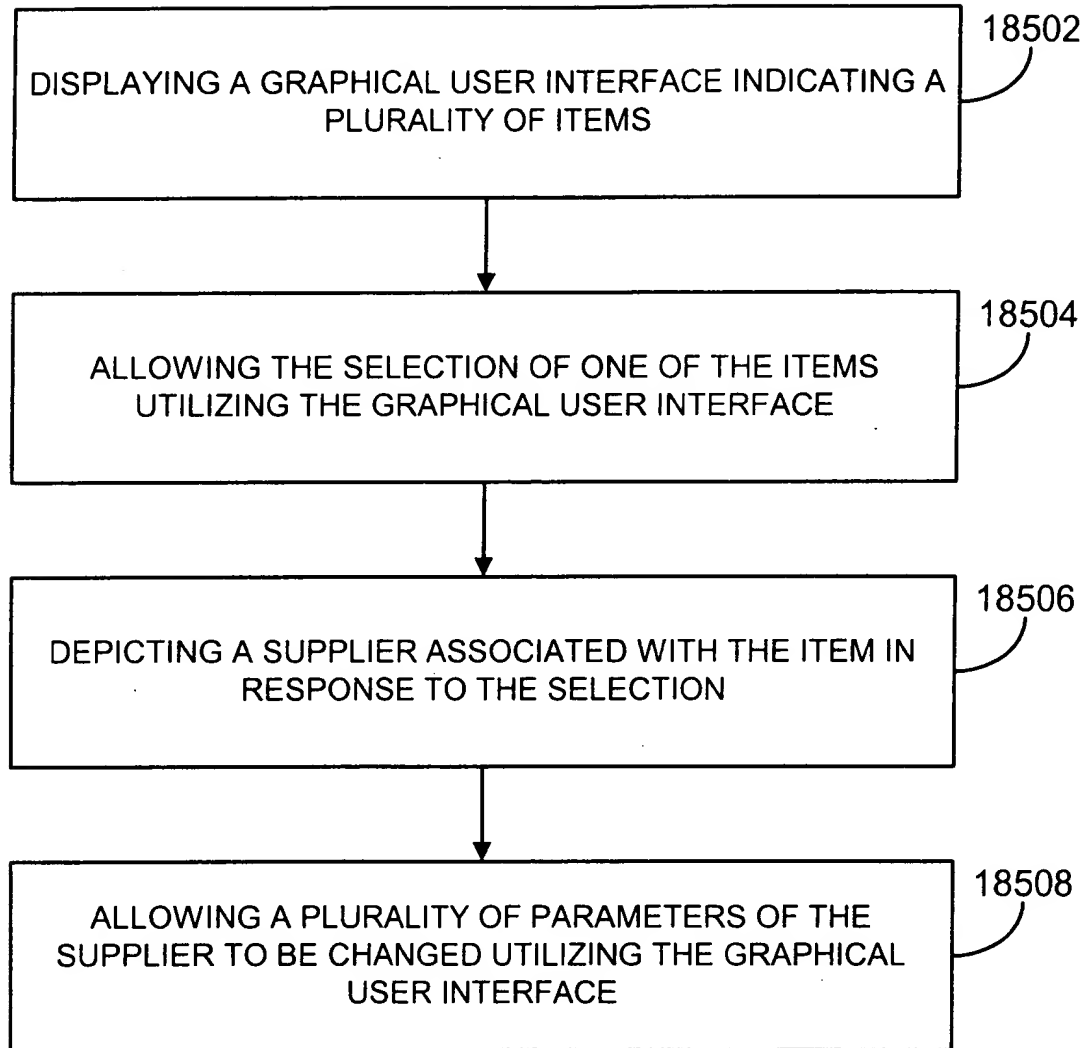 18502
DISPLAYING A GRAPHICAL USER INTERFACE INDICATING A
PLURALITY OF ITEMS
18504
ALLOWING THE SELECTION OF ONE OF THE ITEMS
UTILIZING THE GRAPHICAL USER INTERFACE
18506
DEPICTING A SUPPLIER ASSOCIATED WITH THE ITEM IN
RESPONSE TO THE SELECTION
18508
ALLOWING A PLURALITY OF PARAMETERS OF THE
SUPPLIER TO BE CHANGED UTILIZING THE GRAPHICAL
USER INTERFACE